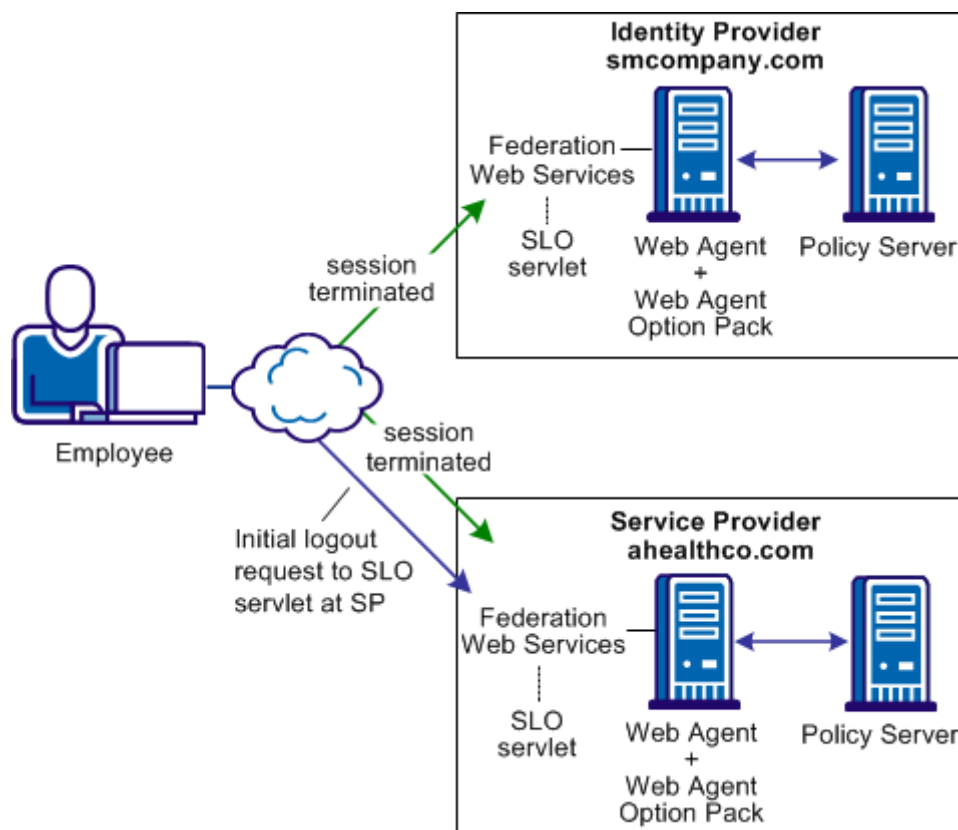 Identity Provider
smcompany.com
Federation
Web Services
SLO
servlet
Web Agent
+
Web Agent
Option Pack
Policy Server
session
terminated
Employee
session
terminated
Initial logout
request to SLO
servlet at SP
Service Provider
ahealthco.com
Federation
Web Services
SLO
servlet
Web Agent
+
Web Agent
Option Pack
Policy Server